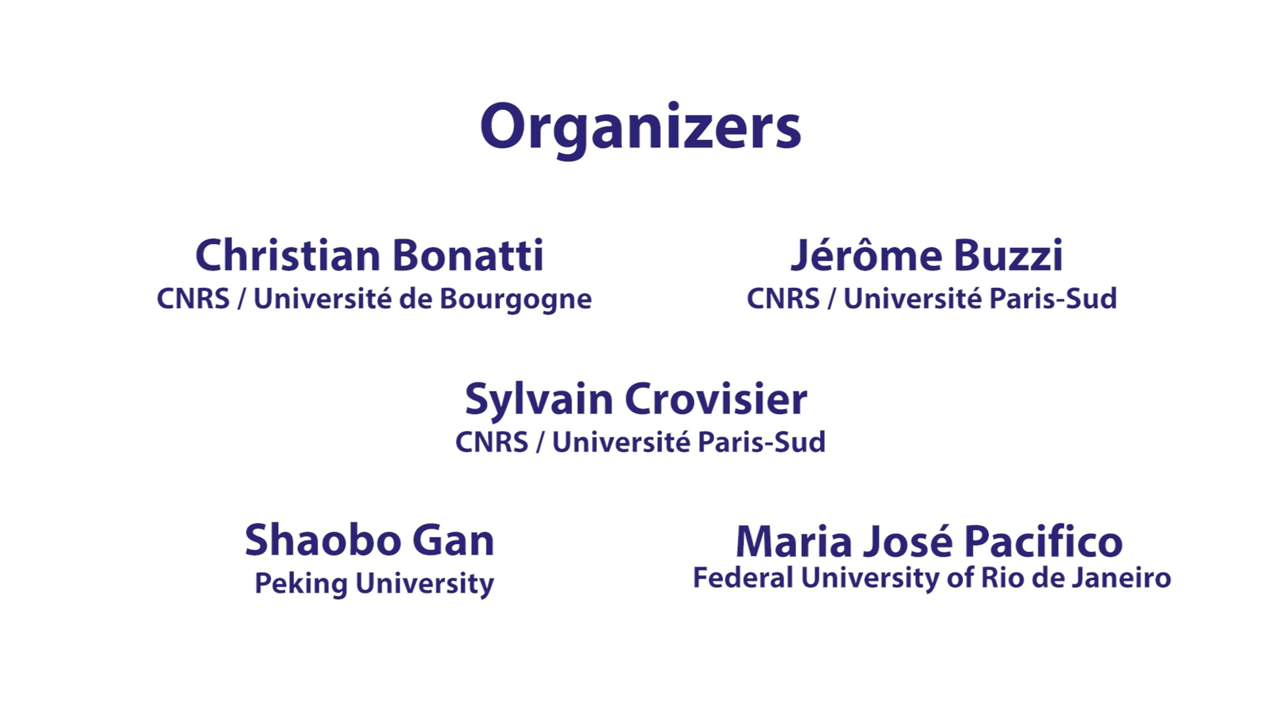 Organizers
Christian Bonatti
CNRS / Université de Bourgogne
Jérôme Buzzi
CNRS / Université Paris-Sud
Sylvain Crovisier
CNRS / Université Paris-Sud
Shaobo Gan
Peking University
Maria José Pacifico
Federal University of Rio de Janeiro